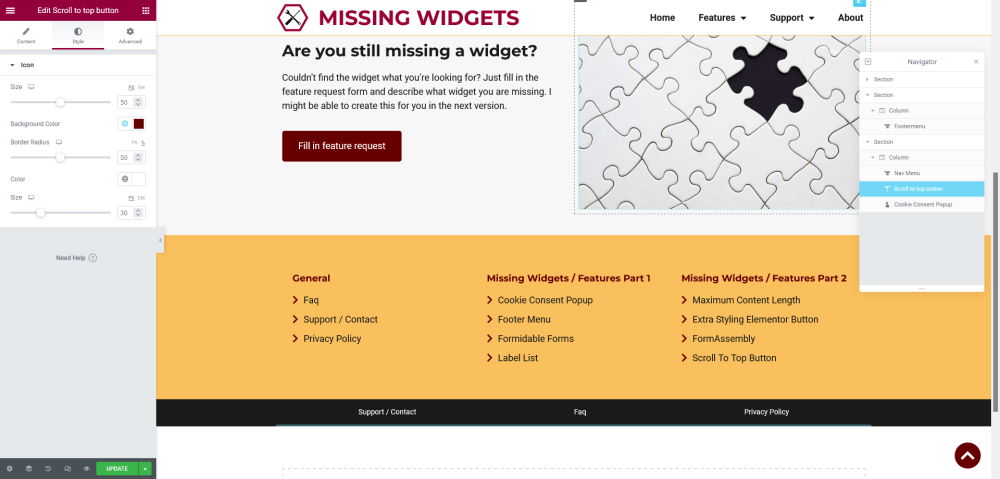 Edit Scroll to top button
Content
Style
Advanced
Icon
Size
PX EM
50
Background Color
Border Radius
PX %
50
Color
Size
PX EM
30
Need Help
UPDATE
MISSING WIDGETS
Home
Features
Support
About
Are you still missing a widget?
Couldn't find the widget what you're looking for? Just fill in the
feature request form and describe what widget you are missing. I
might be able to create this for you in the next version.
Fill in feature request
Navigator
Section
Section
Column
Footermenu
Section
Column
Nav Menu
Scroll to top button
Cookie Consent Popup
General
Faq
Support / Contact
Privacy Policy
Missing Widgets / Features Part 1
Cookie Consent Popup
Footer Menu
Formidable Forms
Label List
Missing Widgets / Features Part 2
Maximum Content Length
Extra Styling Elementor Button
FormAssembly
Scroll To Top Button
Support / Contact
Faq
Privacy Policy